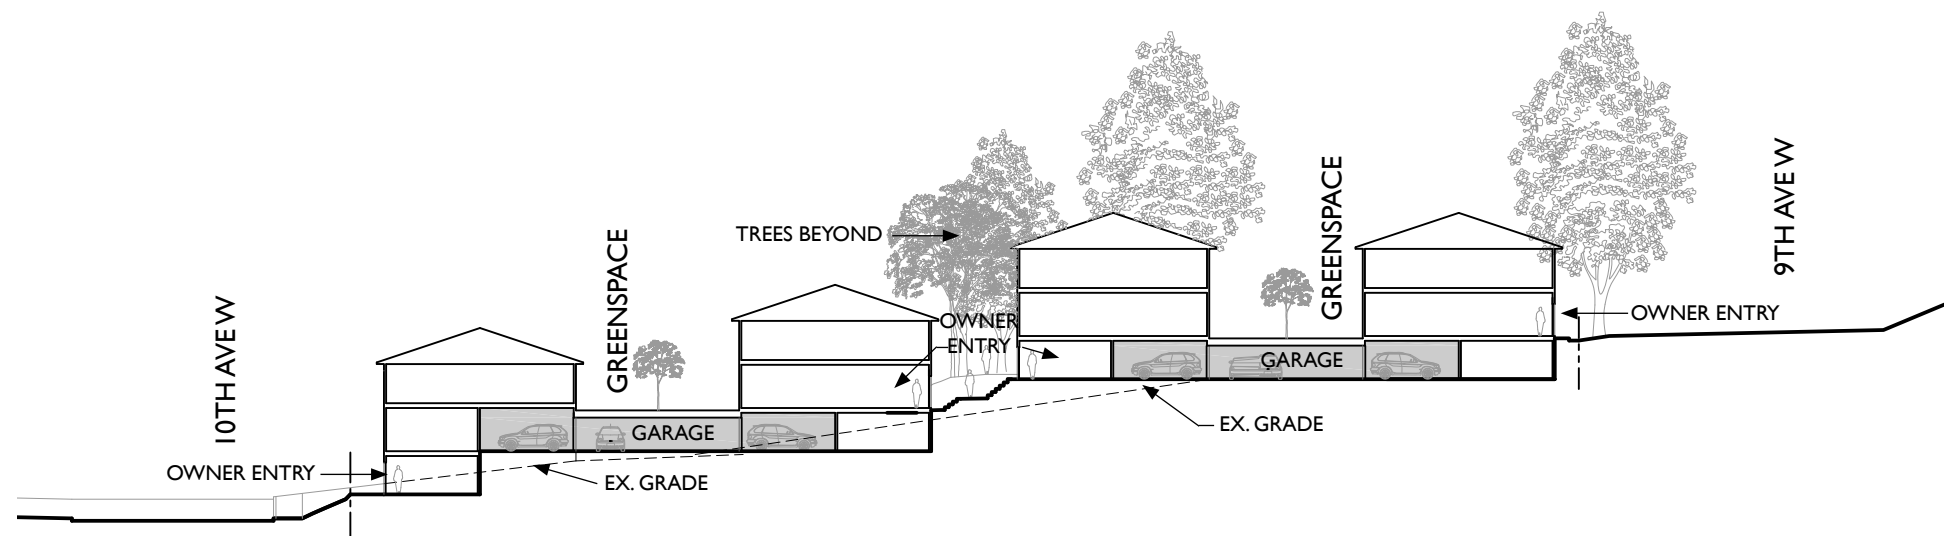 10TH AVE W
OWNER ENTRY
GREENSPACE
GARAGE
EX. GRADE
TREES BEYOND
OWNER
ENTRY
GREENSPACE
GARAGE
EX. GRADE
OWNER ENTRY
9TH AVE W